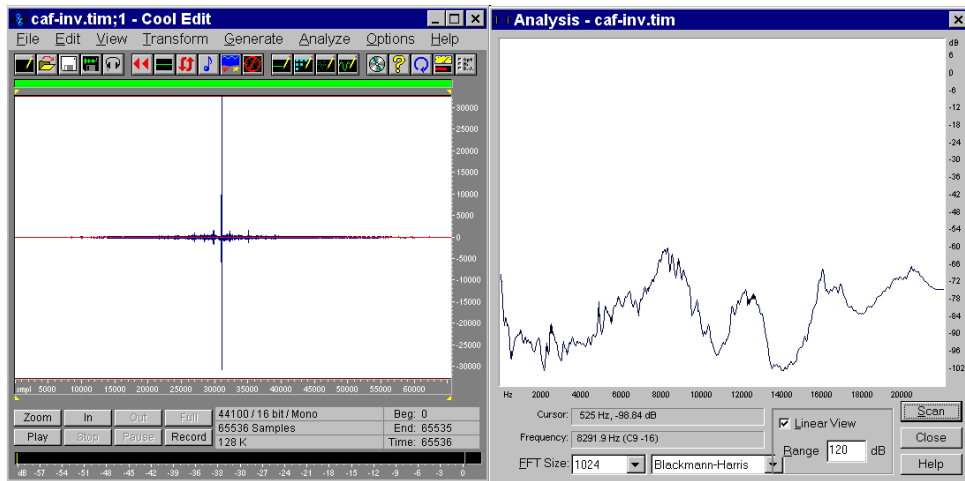 caf-inv.tim;1 - Cool Edit
File Edit View Transform Generate Analyze Options Help
30000
25000
20000
15000
10000
5000
0
-5000
-10000
-15000
-20000
-25000
-30000
smpl 5000 10000 15000 20000 25000 30000 35000 40000 45000 50000 55000 60000
Zoom In Out Full
Play Stop Pause Record
44100 / 16 bit / Mono
65536 Samples
128 K
Beg: 0
End: 65535
Time: 65536
dB -57 -54 -51 -48 -45 -42 -39 -36 -33 -30 -27 -24 -21 -18 -15 -12 -9 -6 -3 0
Analysis - caf-inv.tim
dB
6
0
-6
-12
-18
-24
-30
-36
-42
-48
-54
-60
-66
-72
-78
-84
-90
-96
-102
Hz 2000 4000 6000 8000 10000 12000 14000 16000 18000 20000
Cursor: 525 Hz, -98.84 dB
Frequency: 8291.9 Hz (C9 -16)
FFT Size: 1024 Blackmann-Harris
Linear View
Range 120 dB
Scan
Close
Help